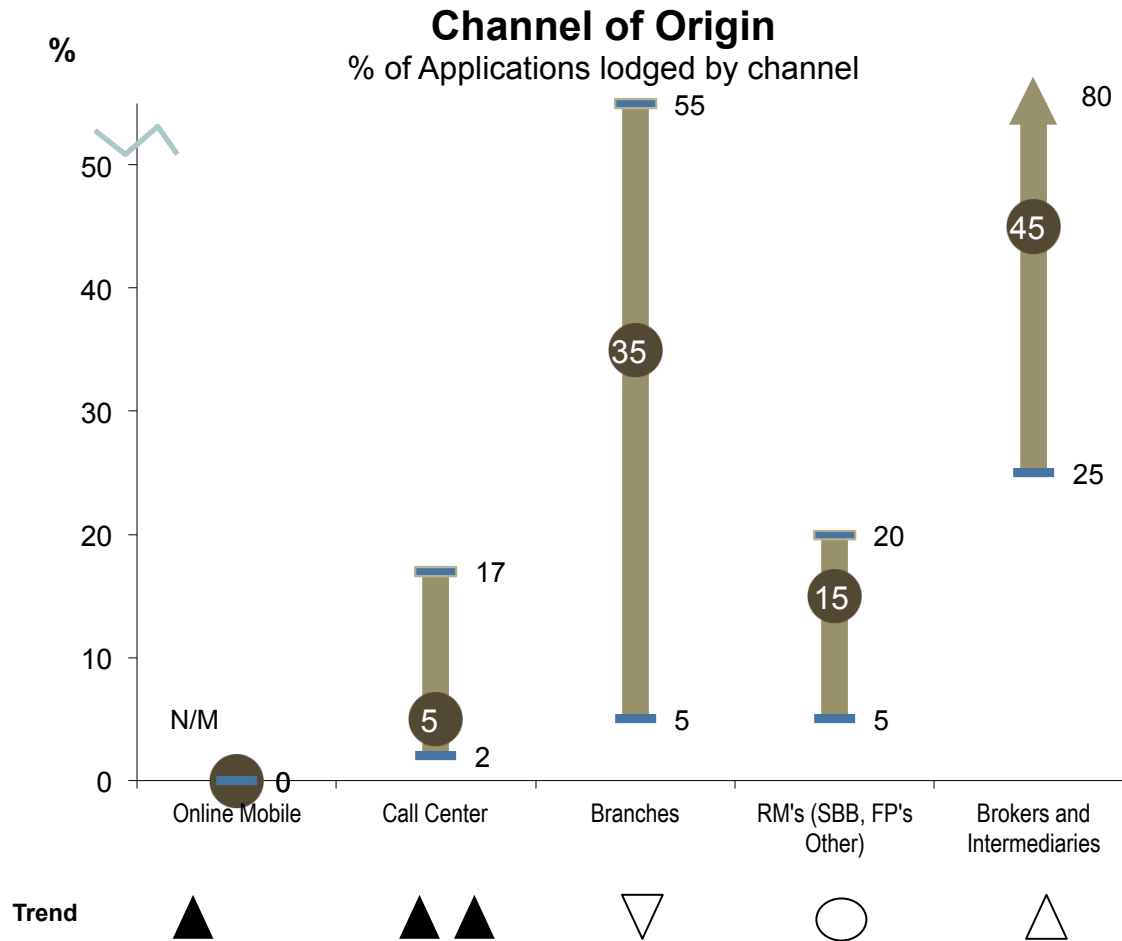 Channel of Origin
%
% of Applications lodged by channel
55
80
50
45
40
35
30
25
20
20
17
15
10
N/M
5
5
5
2
0
0
Online Mobile
Call Center
Branches
RM's (SBB, FP's
Other)
Brokers and
Intermediaries
Trend